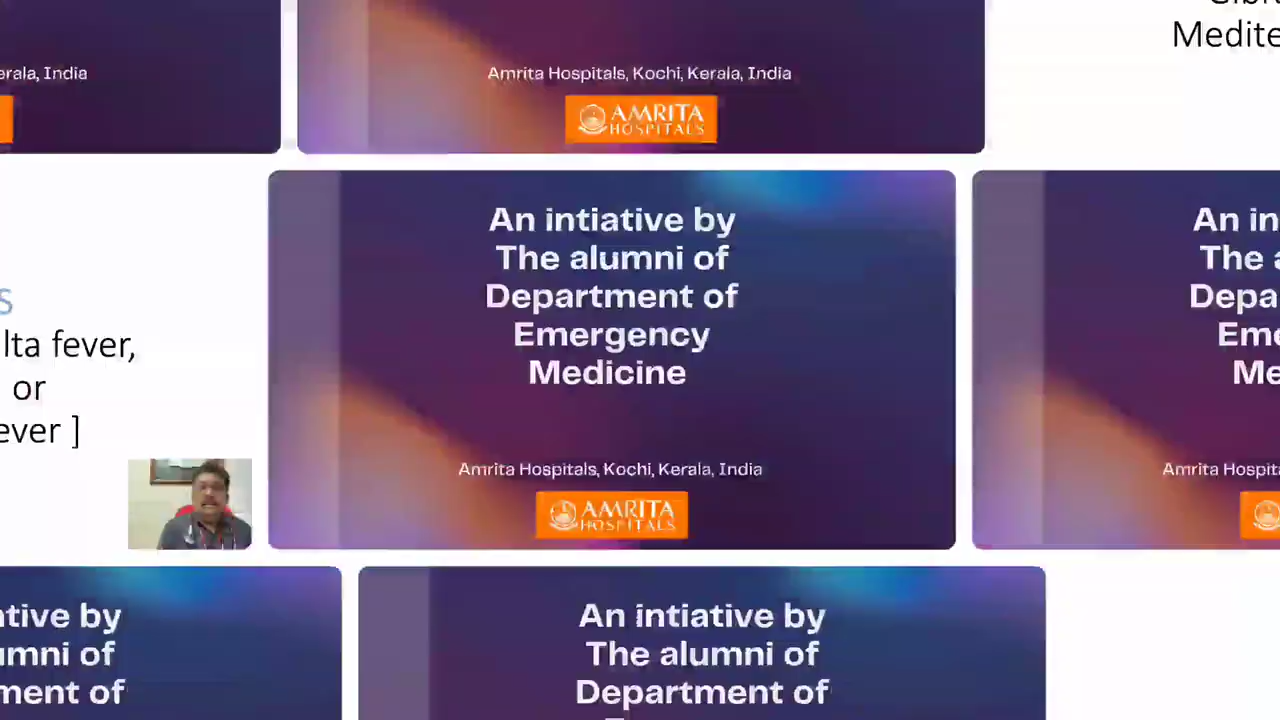 Medite
erala, India
Amrita Hospitals, Kochi, Kerala, India
AMRITA
HOSPITALS
lta fever,
or
ever ]
An intiative by
The alumni of
Department of
Emergency
Medicine
Amrita Hospitals, Kochi, Kerala, India
AMRITA
HOSPITALS
An in
The a
Depa
Eme
Me
Amrita Hospita
ative by
umni of
ment of
An intiative by
The alumni of
Department of